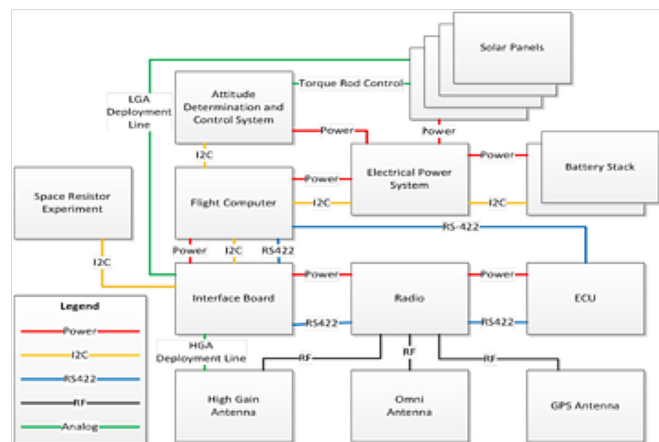 Solar Panels
LGA
Deployment
Line
Attitude
Determination and
Control System
Torque Rod Control
Power
Power
I2C
Space Resistor
Experiment
Flight Computer
Power
I2C
Electrical Power
System
Power
I2C
Battery Stack
RS-422
I2C
Power
I2C
RS422
Interface Board
Power
RS422
Radio
Power
RS422
ECU
Legend
Power
I2C
RS422
RF
Analog
HGA
Deployment Line
RF
RF
RF
High Gain
Antenna
Omni
Antenna
GPS Antenna